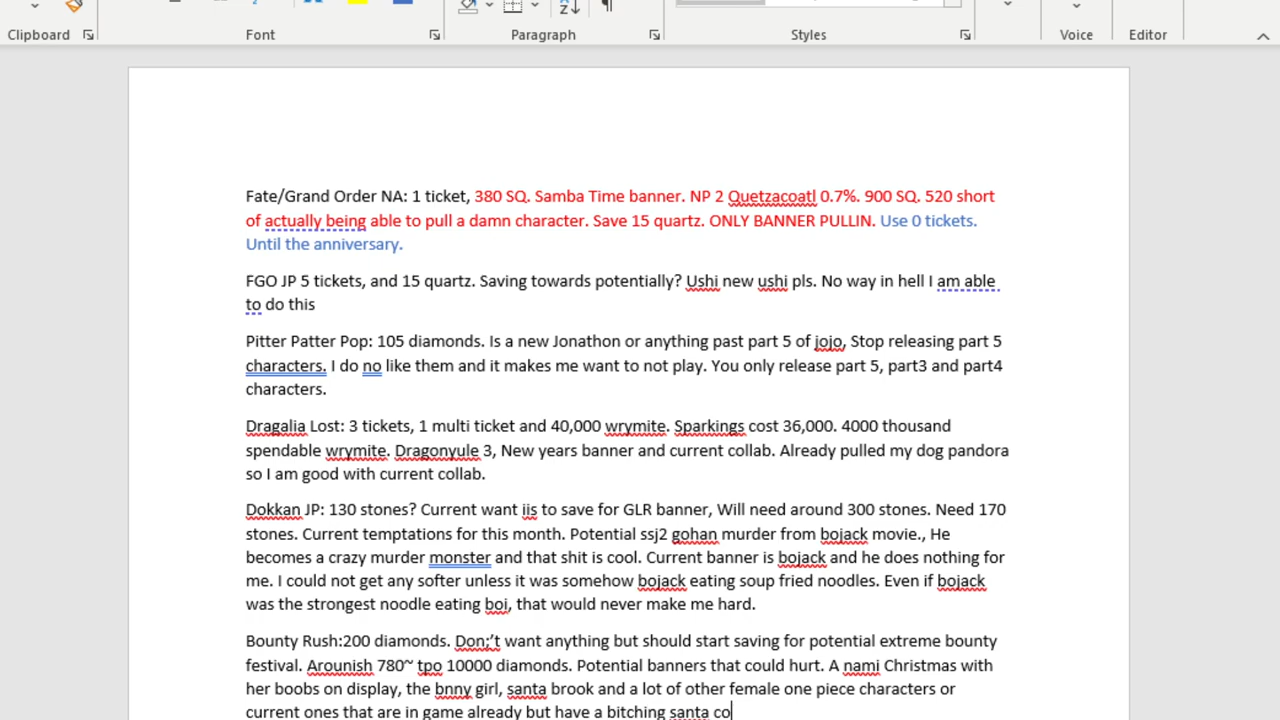 Clipboard Font Paragraph Styles Voice Editor
Fate/Grand Order NA: 1 ticket, 380 SQ. Samba Time banner. NP 2 Quetzacoatl 0.7%. 900 SQ. 520 short
of actually being able to pull a damn character. Save 15 quartz. ONLY BANNER PULLIN. Use 0 tickets.
Until the anniversary.
FGO JP 5 tickets, and 15 quartz. Saving towards potentially? Ushi new ushi pls. No way in hell I am able
to do this
Pitter Patter Pop: 105 diamonds. Is a new Jonathon or anything past part 5 of jojo, Stop releasing part 5
characters. I do no like them and it makes me want to not play. You only release part 5, part3 and part4
characters.
Dragalia Lost: 3 tickets, 1 multi ticket and 40,000 wrymite. Sparkings cost 36,000. 4000 thousand
spendable wrymite. Dragonyule 3, New years banner and current collab. Already pulled my dog pandora
so I am good with current collab.
Dokkan JP: 130 stones? Current want iis to save for GLR banner, Will need around 300 stones. Need 170
stones. Current temptations for this month. Potential ssj2 gohan murder from bojack movie., He
becomes a crazy murder monster and that shit is cool. Current banner is bojack and he does nothing for
me. I could not get any softer unless it was somehow bojack eating soup fried noodles. Even if bojack
was the strongest noodle eating boi, that would never make me hard.
Bounty Rush:200 diamonds. Don;’t want anything but should start saving for potential extreme bounty
festival. Arounish 780~ tpo 10000 diamonds. Potential banners that could hurt. A nami Christmas with
her boobs on display, the bnny girl, santa brook and a lot of other female one piece characters or
current ones that are in game already but have a bitching santa co